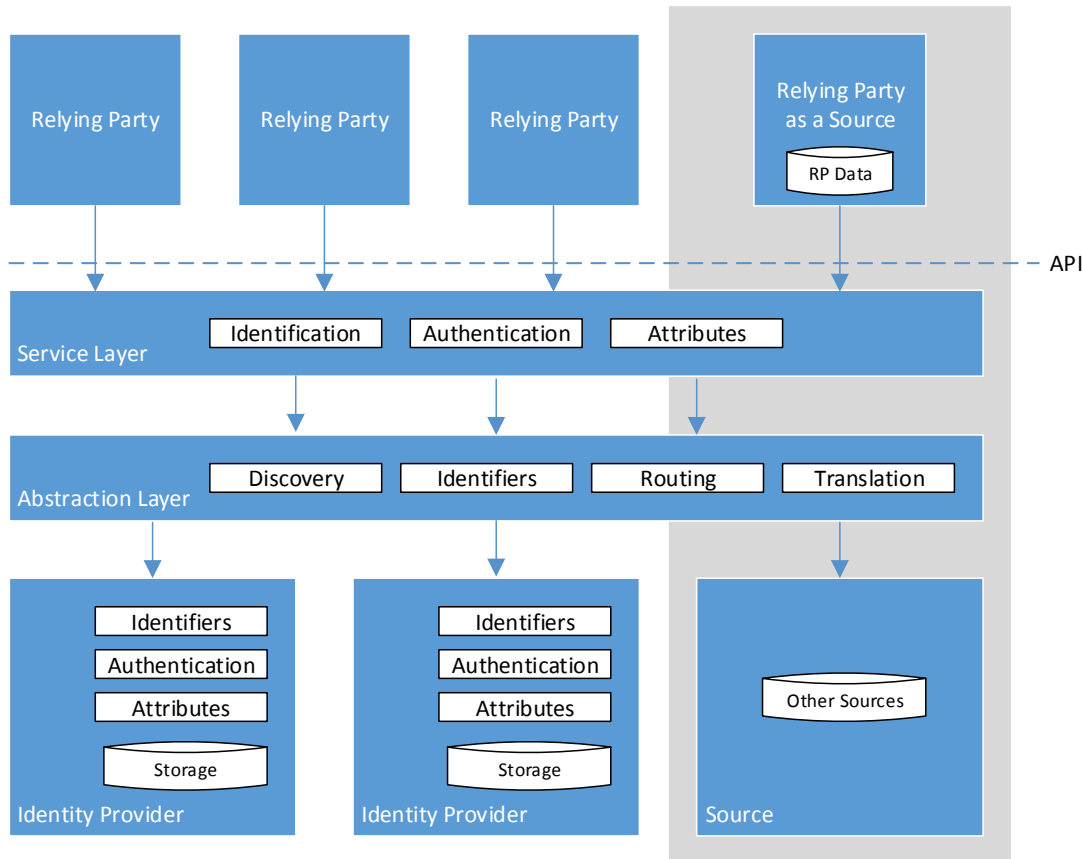 Relying Party
Relying Party
Relying Party
Relying Party
as a Source
RP Data
API
Identification
Authentication
Attributes
Service Layer
Discovery
Identifiers
Routing
Translation
Abstraction Layer
Identifiers
Authentication
Attributes
Storage
Identity Provider
Identifiers
Authentication
Attributes
Storage
Identity Provider
Other Sources
Source